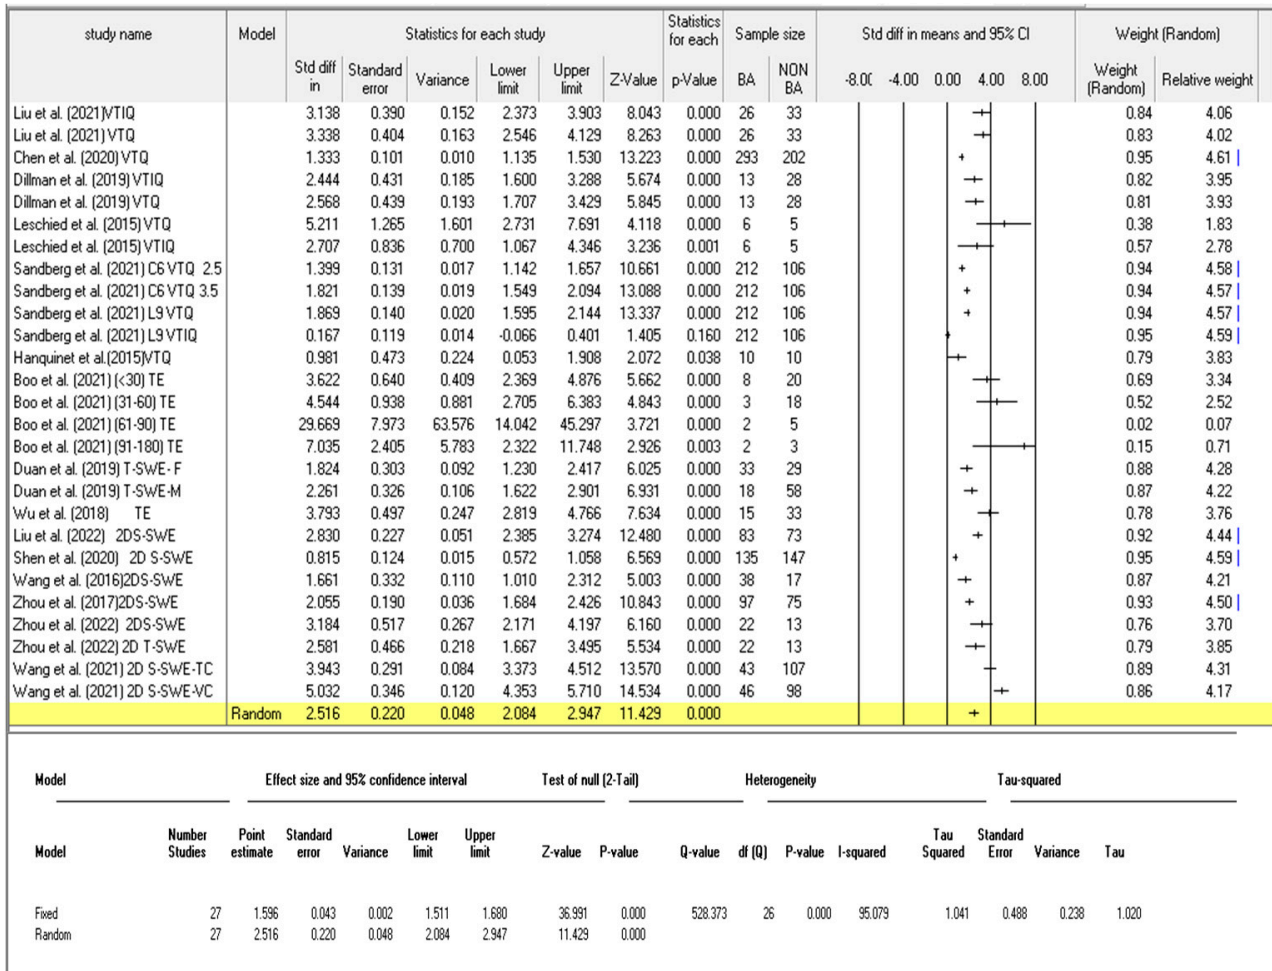 study name Model Statistics for each study Statistics for each Sample size Std diff in means and 95% CI Weight (Random)
Std diff in Standard error Variance Lower limit Upper limit Z-Value p-Value BA NON BA -8.00 -4.00 0.00 4.00 8.00 Weight (Random) Relative weight
Liu et al. (2021)VTIQ 3.138 0.390 0.152 2.373 3.903 8.043 0.000 26 33 0.84 4.06
Liu et al. (2021) VTQ 3.338 0.404 0.163 2.546 4.129 8.263 0.000 26 33 0.83 4.02
Chen et al. (2020) VTQ 1.333 0.101 0.010 1.135 1.530 13.223 0.000 293 202 0.95 4.61
Dillman et al. (2019) VTIQ 2.444 0.431 0.185 1.600 3.288 5.674 0.000 13 28 0.82 3.95
Dillman et al. (2019) VTQ 2.568 0.439 0.193 1.707 3.429 5.845 0.000 13 28 0.81 3.93
Leschied et al. (2015) VTQ 5.211 1.265 1.601 2.731 7.691 4.118 0.000 6 5 0.38 1.83
Leschied et al. (2015) VTIQ 2.707 0.836 0.700 1.067 4.346 3.236 0.001 6 5 0.57 2.78
Sandberg et al. (2021) C6 VTQ 2.5 1.399 0.131 0.017 1.142 1.657 10.661 0.000 212 106 0.94 4.58
Sandberg et al. (2021) C6 VTQ 3.5 1.821 0.139 0.019 1.549 2.094 13.088 0.000 212 106 0.94 4.57
Sandberg et al. (2021) L9 VTQ 1.869 0.140 0.020 1.595 2.144 13.337 0.000 212 106 0.94 4.57
Sandberg et al. (2021) L9 VTIQ 0.167 0.119 0.014 -0.066 0.401 1.405 0.160 212 106 0.95 4.59
Hanquinet et al.(2015)VTQ 0.981 0.473 0.224 0.053 1.908 2.072 0.038 10 10 0.79 3.83
Boo et al. (2021) (<30) TE 3.622 0.640 0.409 2.369 4.876 5.662 0.000 8 20 0.69 3.34
Boo et al. (2021) (31-60) TE 4.544 0.938 0.881 2.705 6.383 4.843 0.000 3 18 0.52 2.52
Boo et al. (2021) (61-90) TE 29.669 7.973 63.576 14.042 45.297 3.721 0.000 2 5 0.02 0.07
Boo et al. (2021) (91-180) TE 7.035 2.405 5.783 2.322 11.748 2.926 0.003 2 3 0.15 0.71
Duan et al. (2019) T-SWE- F 1.824 0.303 0.092 1.230 2.417 6.025 0.000 33 29 0.88 4.28
Duan et al. (2019) T-SWE-M 2.261 0.326 0.106 1.622 2.901 6.931 0.000 18 58 0.87 4.22
Wu et al. (2018) TE 3.793 0.497 0.247 2.819 4.766 7.634 0.000 15 33 0.78 3.76
Liu et al. (2022) 2DS-SWE 2.830 0.227 0.051 2.385 3.274 12.480 0.000 83 73 0.92 4.44
Shen et al. (2020) 2D S-SWE 0.815 0.124 0.015 0.572 1.058 6.569 0.000 135 147 0.95 4.59
Wang et al. (2016)2DS-SWE 1.661 0.332 0.110 1.010 2.312 5.003 0.000 38 17 0.87 4.21
Zhou et al. (2017)2DS-SWE 2.055 0.190 0.036 1.684 2.426 10.843 0.000 97 75 0.93 4.50
Zhou et al. (2022) 2DS-SWE 3.184 0.517 0.267 2.171 4.197 6.160 0.000 22 13 0.76 3.70
Zhou et al. (2022) 2D T-SWE 2.581 0.466 0.218 1.667 3.495 5.534 0.000 22 13 0.79 3.85
Wang et al. (2021) 2D S-SWE-TC 3.943 0.291 0.084 3.373 4.512 13.570 0.000 43 107 0.89 4.31
Wang et al. (2021) 2D S-SWE-VC 5.032 0.346 0.120 4.353 5.710 14.534 0.000 46 98 0.86 4.17
Random 2.516 0.220 0.048 2.084 2.947 11.429 0.000
Model Effect size and 95% confidence interval Test of null (2-Tail) Heterogeneity Tau-squared
Model Number Studies Point estimate Standard error Variance Lower limit Upper limit Z-value P-value Q-value df (Q) P-value I-squared Tau Squared Standard Error Variance Tau
Fixed 27 1.596 0.043 0.002 1.511 1.680 36.991 0.000 528.373 26 0.000 95.079 1.041 0.488 0.238 1.020
Random 27 2.516 0.220 0.048 2.084 2.947 11.429 0.000